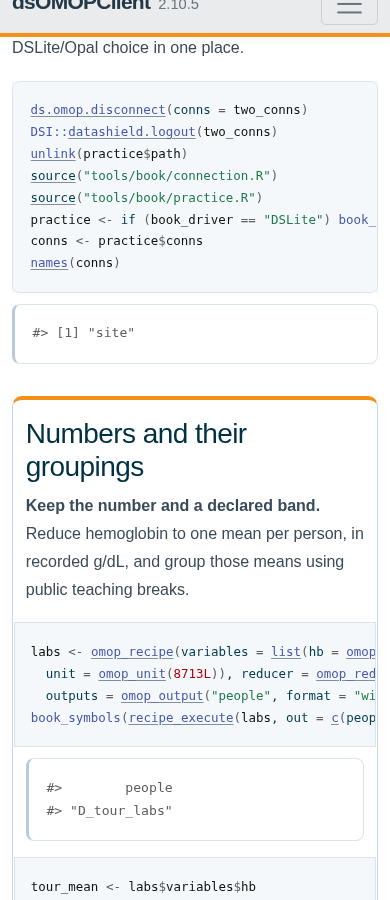 dsOMOPClient 2.10.5
DSLite/Opal choice in one place.
ds.omop.disconnect(conns = two_conns)
DSI::datashield.logout(two_conns)
unlink(practice$path)
source("tools/book/connection.R")
source("tools/book/practice.R")
practice <- if (book_driver == "DSLite") book_
conns <- practice$conns
names(conns)
#> [1] "site"
Numbers and their
groupings
Keep the number and a declared band.
Reduce hemoglobin to one mean per person, in
recorded g/dL, and group those means using
public teaching breaks.
labs <- omop_recipe(variables = list(hb = omop
unit = omop_unit(8713L)), reducer = omop_red
outputs = omop_output("people", format = "wi
book_symbols(recipe_execute(labs, out = c(peop
#> people
#> "D_tour_labs"
tour_mean <- labs$variables$hb